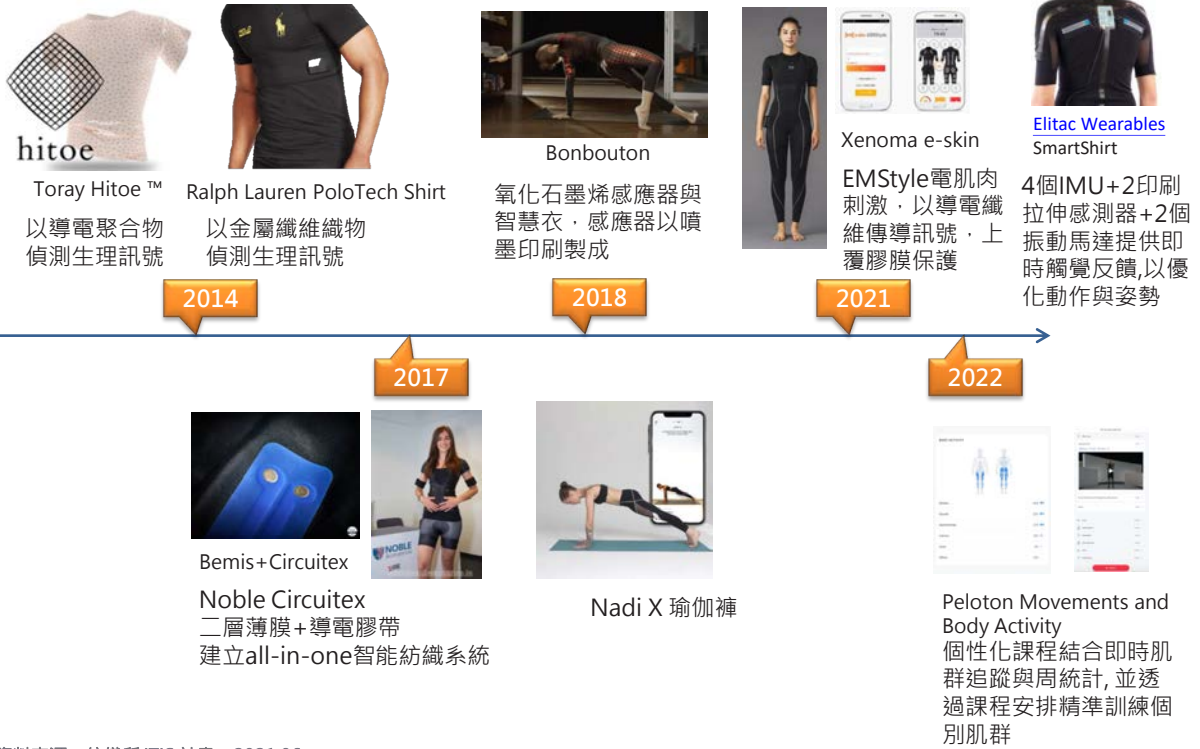 hitoe
Toray Hitoe ™
以導電聚合物
偵測生理訊號
Ralph Lauren PoloTech Shirt
以金屬纖維織物
偵測生理訊號
Bonbouton
氧化石墨烯感應器與
智慧衣，感應器以噴
墨印刷製成
Xenoma e-skin
EMStyle電肌肉
刺激，以導電纖
維傳導訊號，上
覆膠膜保護
Elitac Wearables
SmartShirt
4個IMU+2印刷
拉伸感測器+2個
振動馬達提供即
時觸覺反饋,以優
化動作與姿勢
2014
2018
2021
2017
2022
NOBLE
Bemis+Circuitex
Noble Circuitex
二層薄膜+導電膠帶
建立all-in-one智能紡織系統
Nadi X 瑜伽褲
Peloton Movements and
Body Activity
個性化課程結合即時肌
群追蹤與周統計, 並透
過課程安排精準訓練個
別肌群